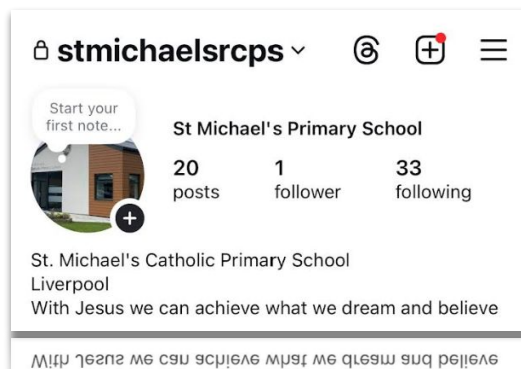 stmichaelsrcps
Start your
first note...
St Michael's Primary School
20 1 33
posts follower following
St. Michael's Catholic Primary School
Liverpool
With Jesus we can achieve what we dream and believe
With Jesus we can achieve what we dream and believe